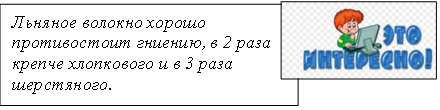 Льняное волокно хорошо
противостоит гниению, в 2 раза
крепче хлопкового и в 3 раза
шерстяного.
ЭТО
ИНТЕРЕСНО!